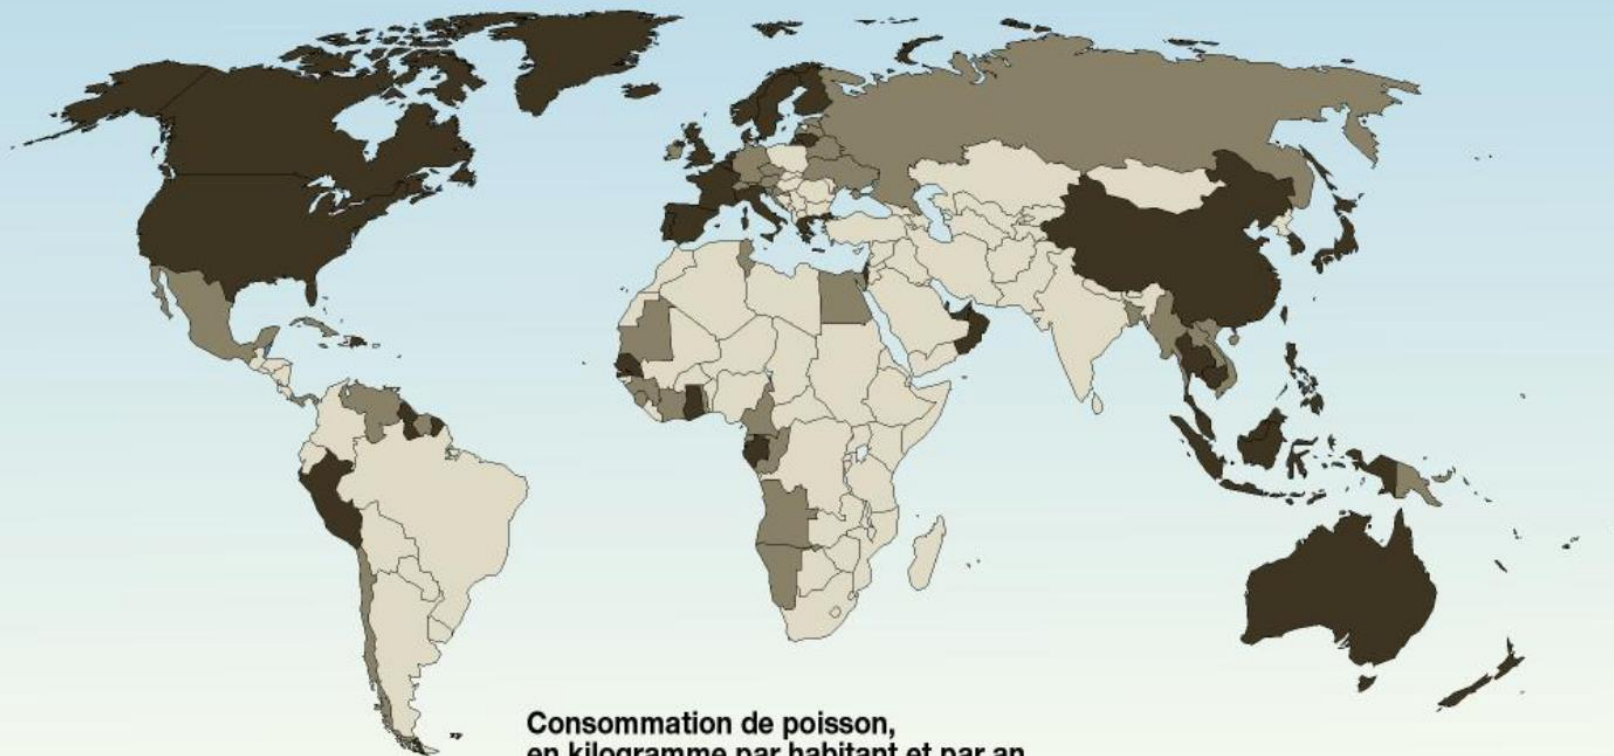 Consommation de poisson,
en kilogramme par habitant et par an